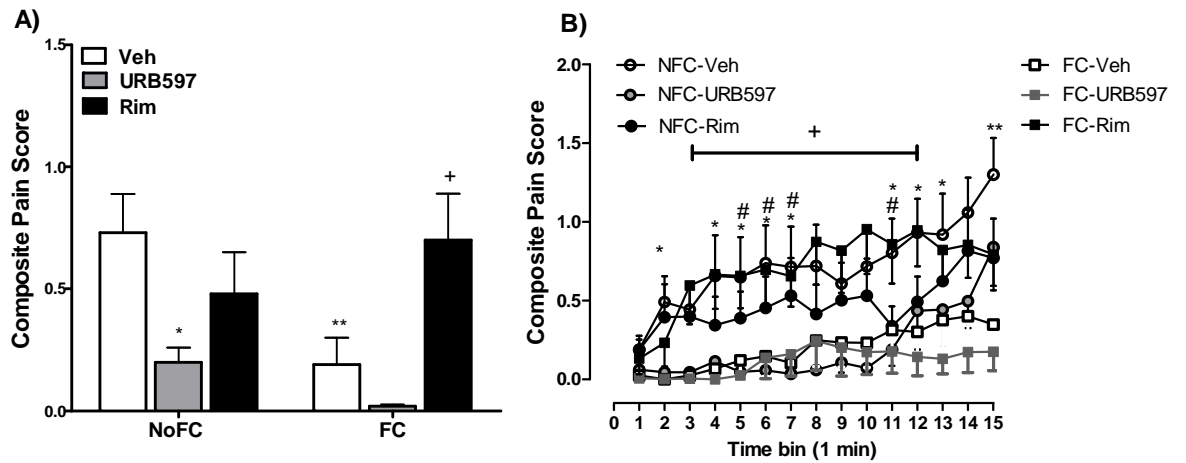 A)
Composite Pain Score
1.5
1.0
0.5
0.0
Veh
URB597
Rim
*
**
+
NoFC
FC
B)
Composite Pain Score
2.0
1.5
1.0
0.5
0.0
NFC-Veh
NFC-URB597
NFC-Rim
FC-Veh
FC-URB597
FC-Rim
+
**
* * *
# # #
* * * * #
*
0 1 2 3 4 5 6 7 8 9 10 11 12 13 14 15
Time bin (1 min)